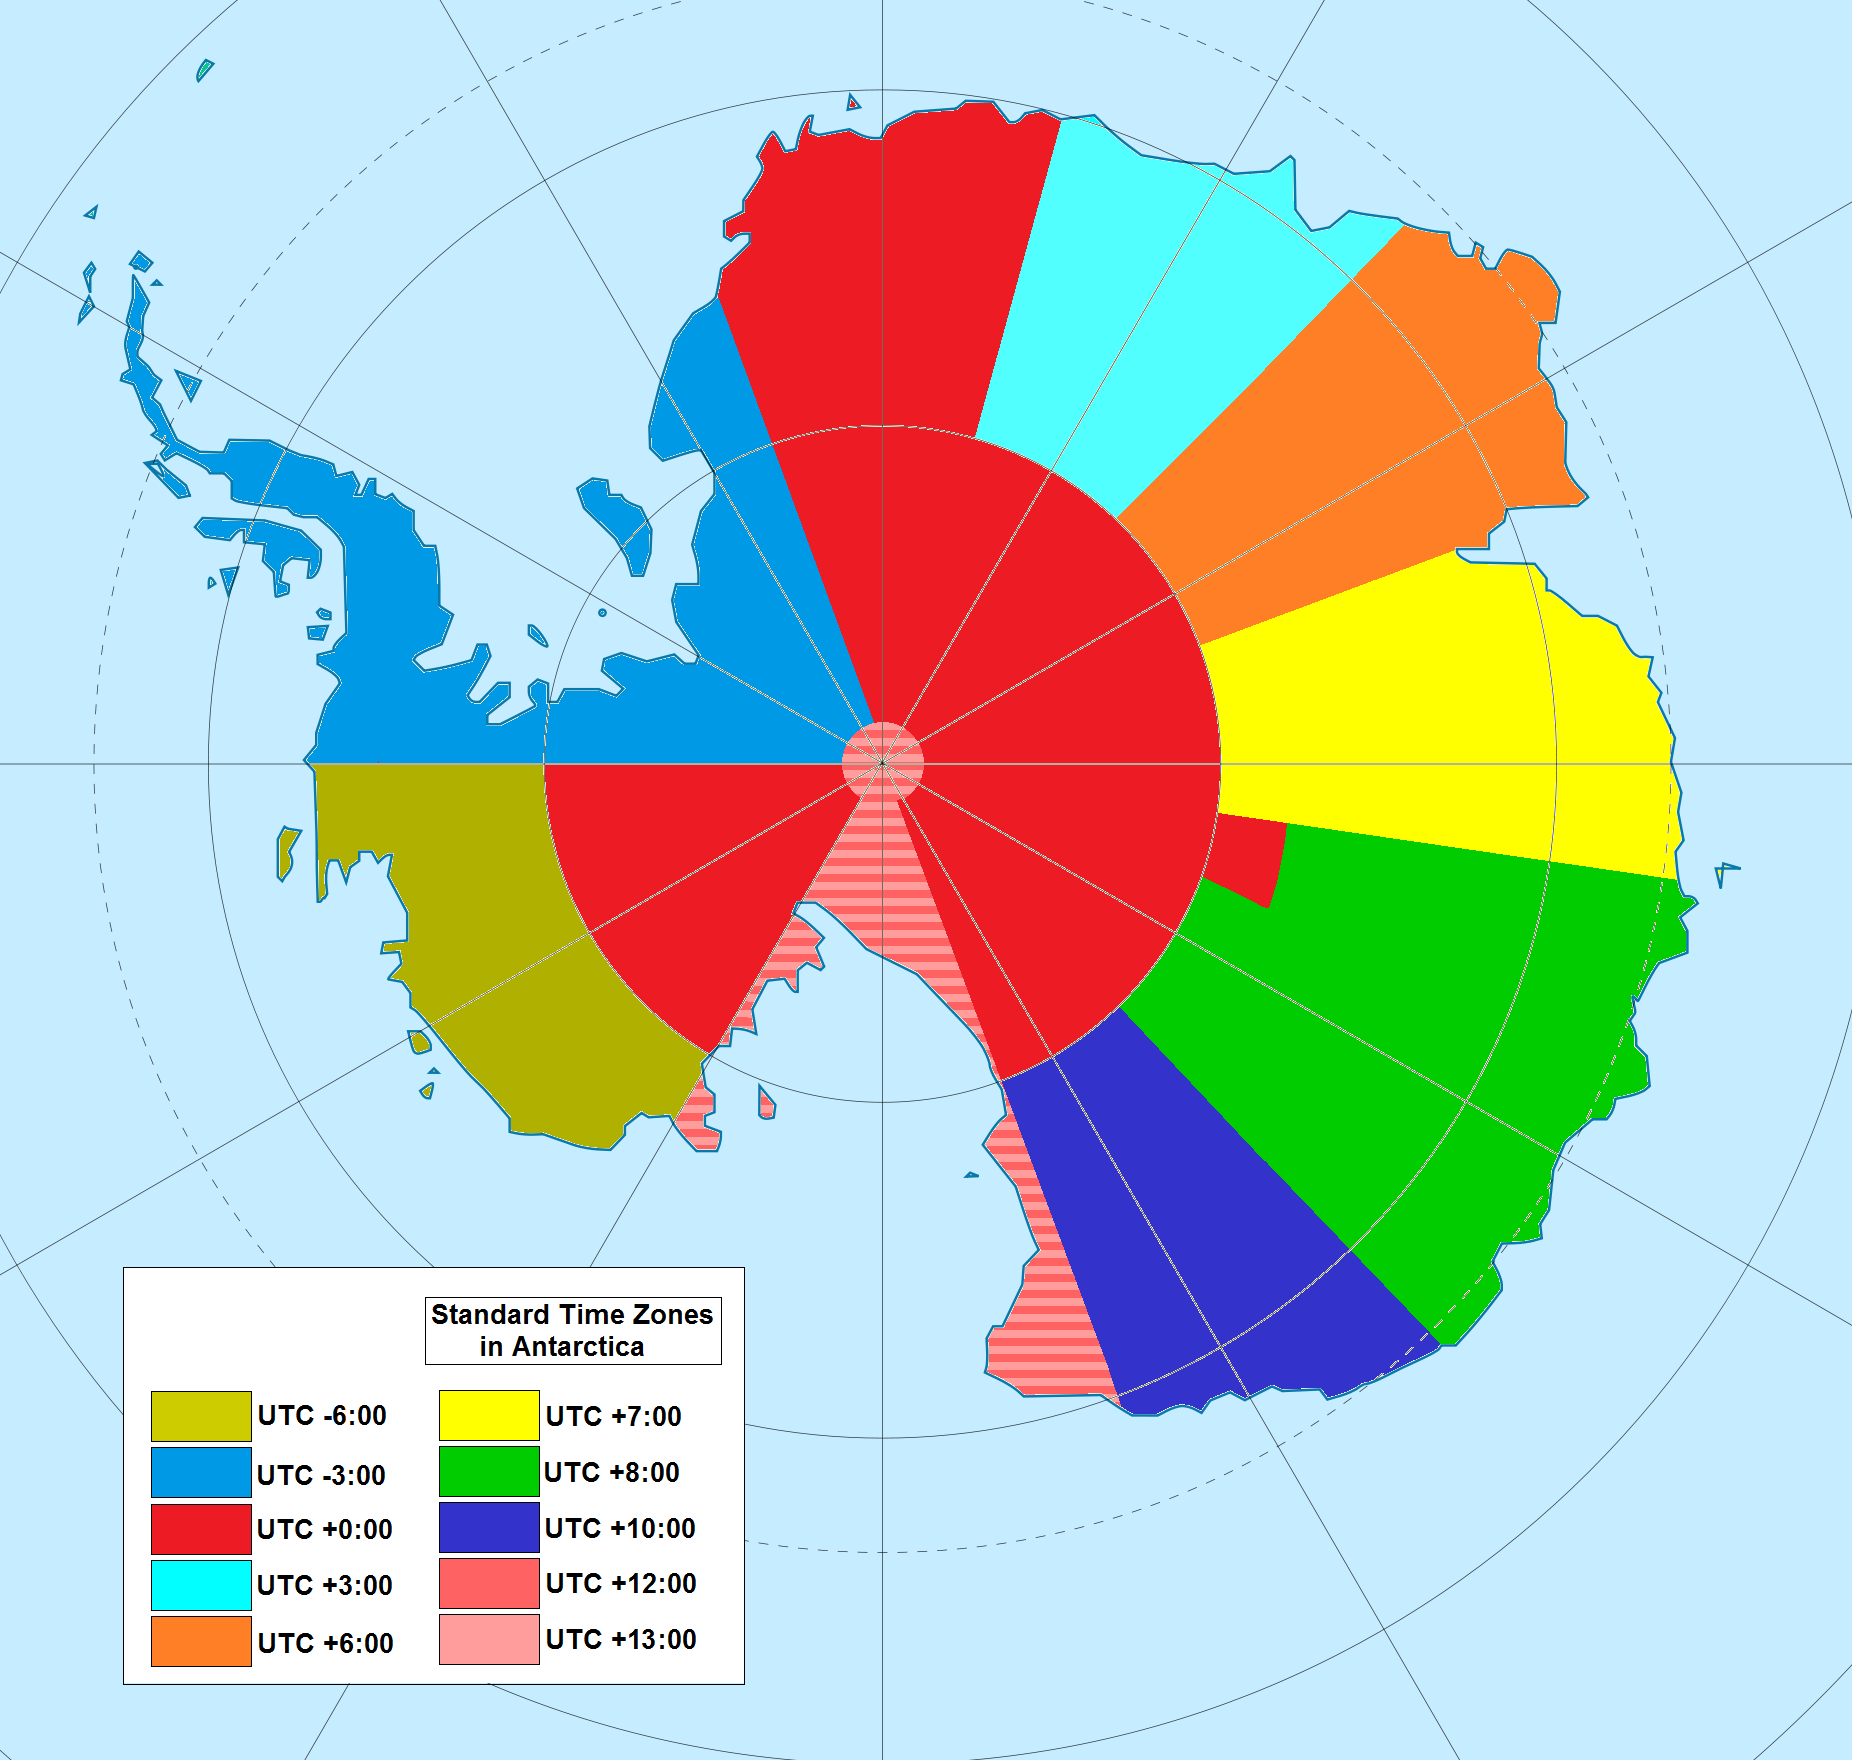 Standard Time Zones
in Antarctica
UTC -6:00
UTC -3:00
UTC +0:00
UTC +3:00
UTC +6:00
UTC +7:00
UTC +8:00
UTC +10:00
UTC +12:00
UTC +13:00